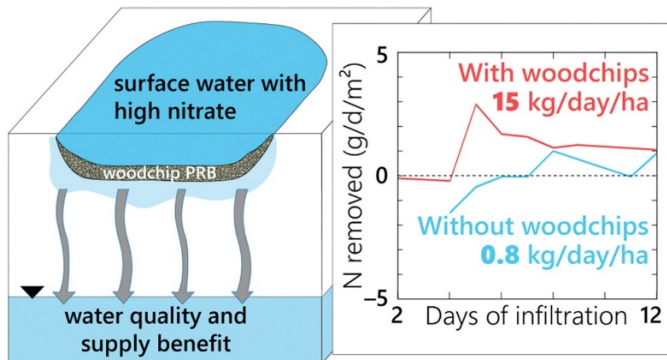 surface water with
high nitrate
woodchip PRB
water quality and
supply benefit
N removed (g/d/m²)
5
0
−5
With woodchips
15 kg/day/ha
Without woodchips
0.8 kg/day/ha
2
Days of infiltration
12